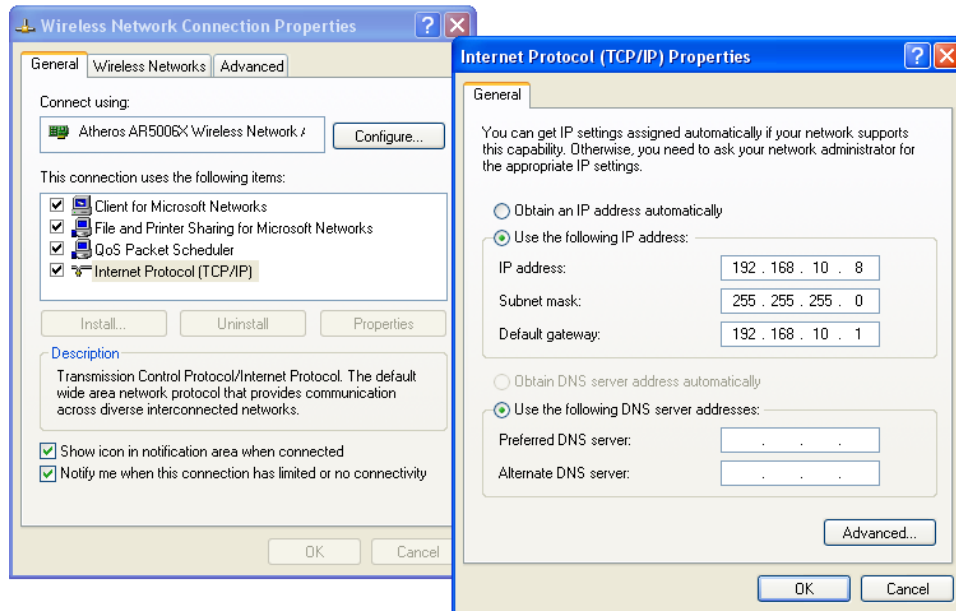 Wireless Network Connection Properties
General
Wireless Networks
Advanced
Connect using:
Atheros AR5006X Wireless Network
Configure...
This connection uses the following items:
Client for Microsoft Networks
File and Printer Sharing for Microsoft Networks
QoS Packet Scheduler
Internet Protocol (TCP/IP)
Install...
Uninstall
Properties
Description
Transmission Control Protocol/Internet Protocol. The default
wide area network protocol that provides communication
across diverse interconnected networks.
Show icon in notification area when connected
Notify me when this connection has limited or no connectivity
OK
Cancel
Internet Protocol (TCP/IP) Properties
General
You can get IP settings assigned automatically if your network supports
this capability. Otherwise, you need to ask your network administrator for
the appropriate IP settings.
Obtain an IP address automatically
Use the following IP address:
IP address: 192 . 168 . 10 . 8
Subnet mask: 255 . 255 . 255 . 0
Default gateway: 192 . 168 . 10 . 1
Obtain DNS server address automatically
Use the following DNS server addresses:
Preferred DNS server: . . .
Alternate DNS server: . . .
Advanced...
OK
Cancel